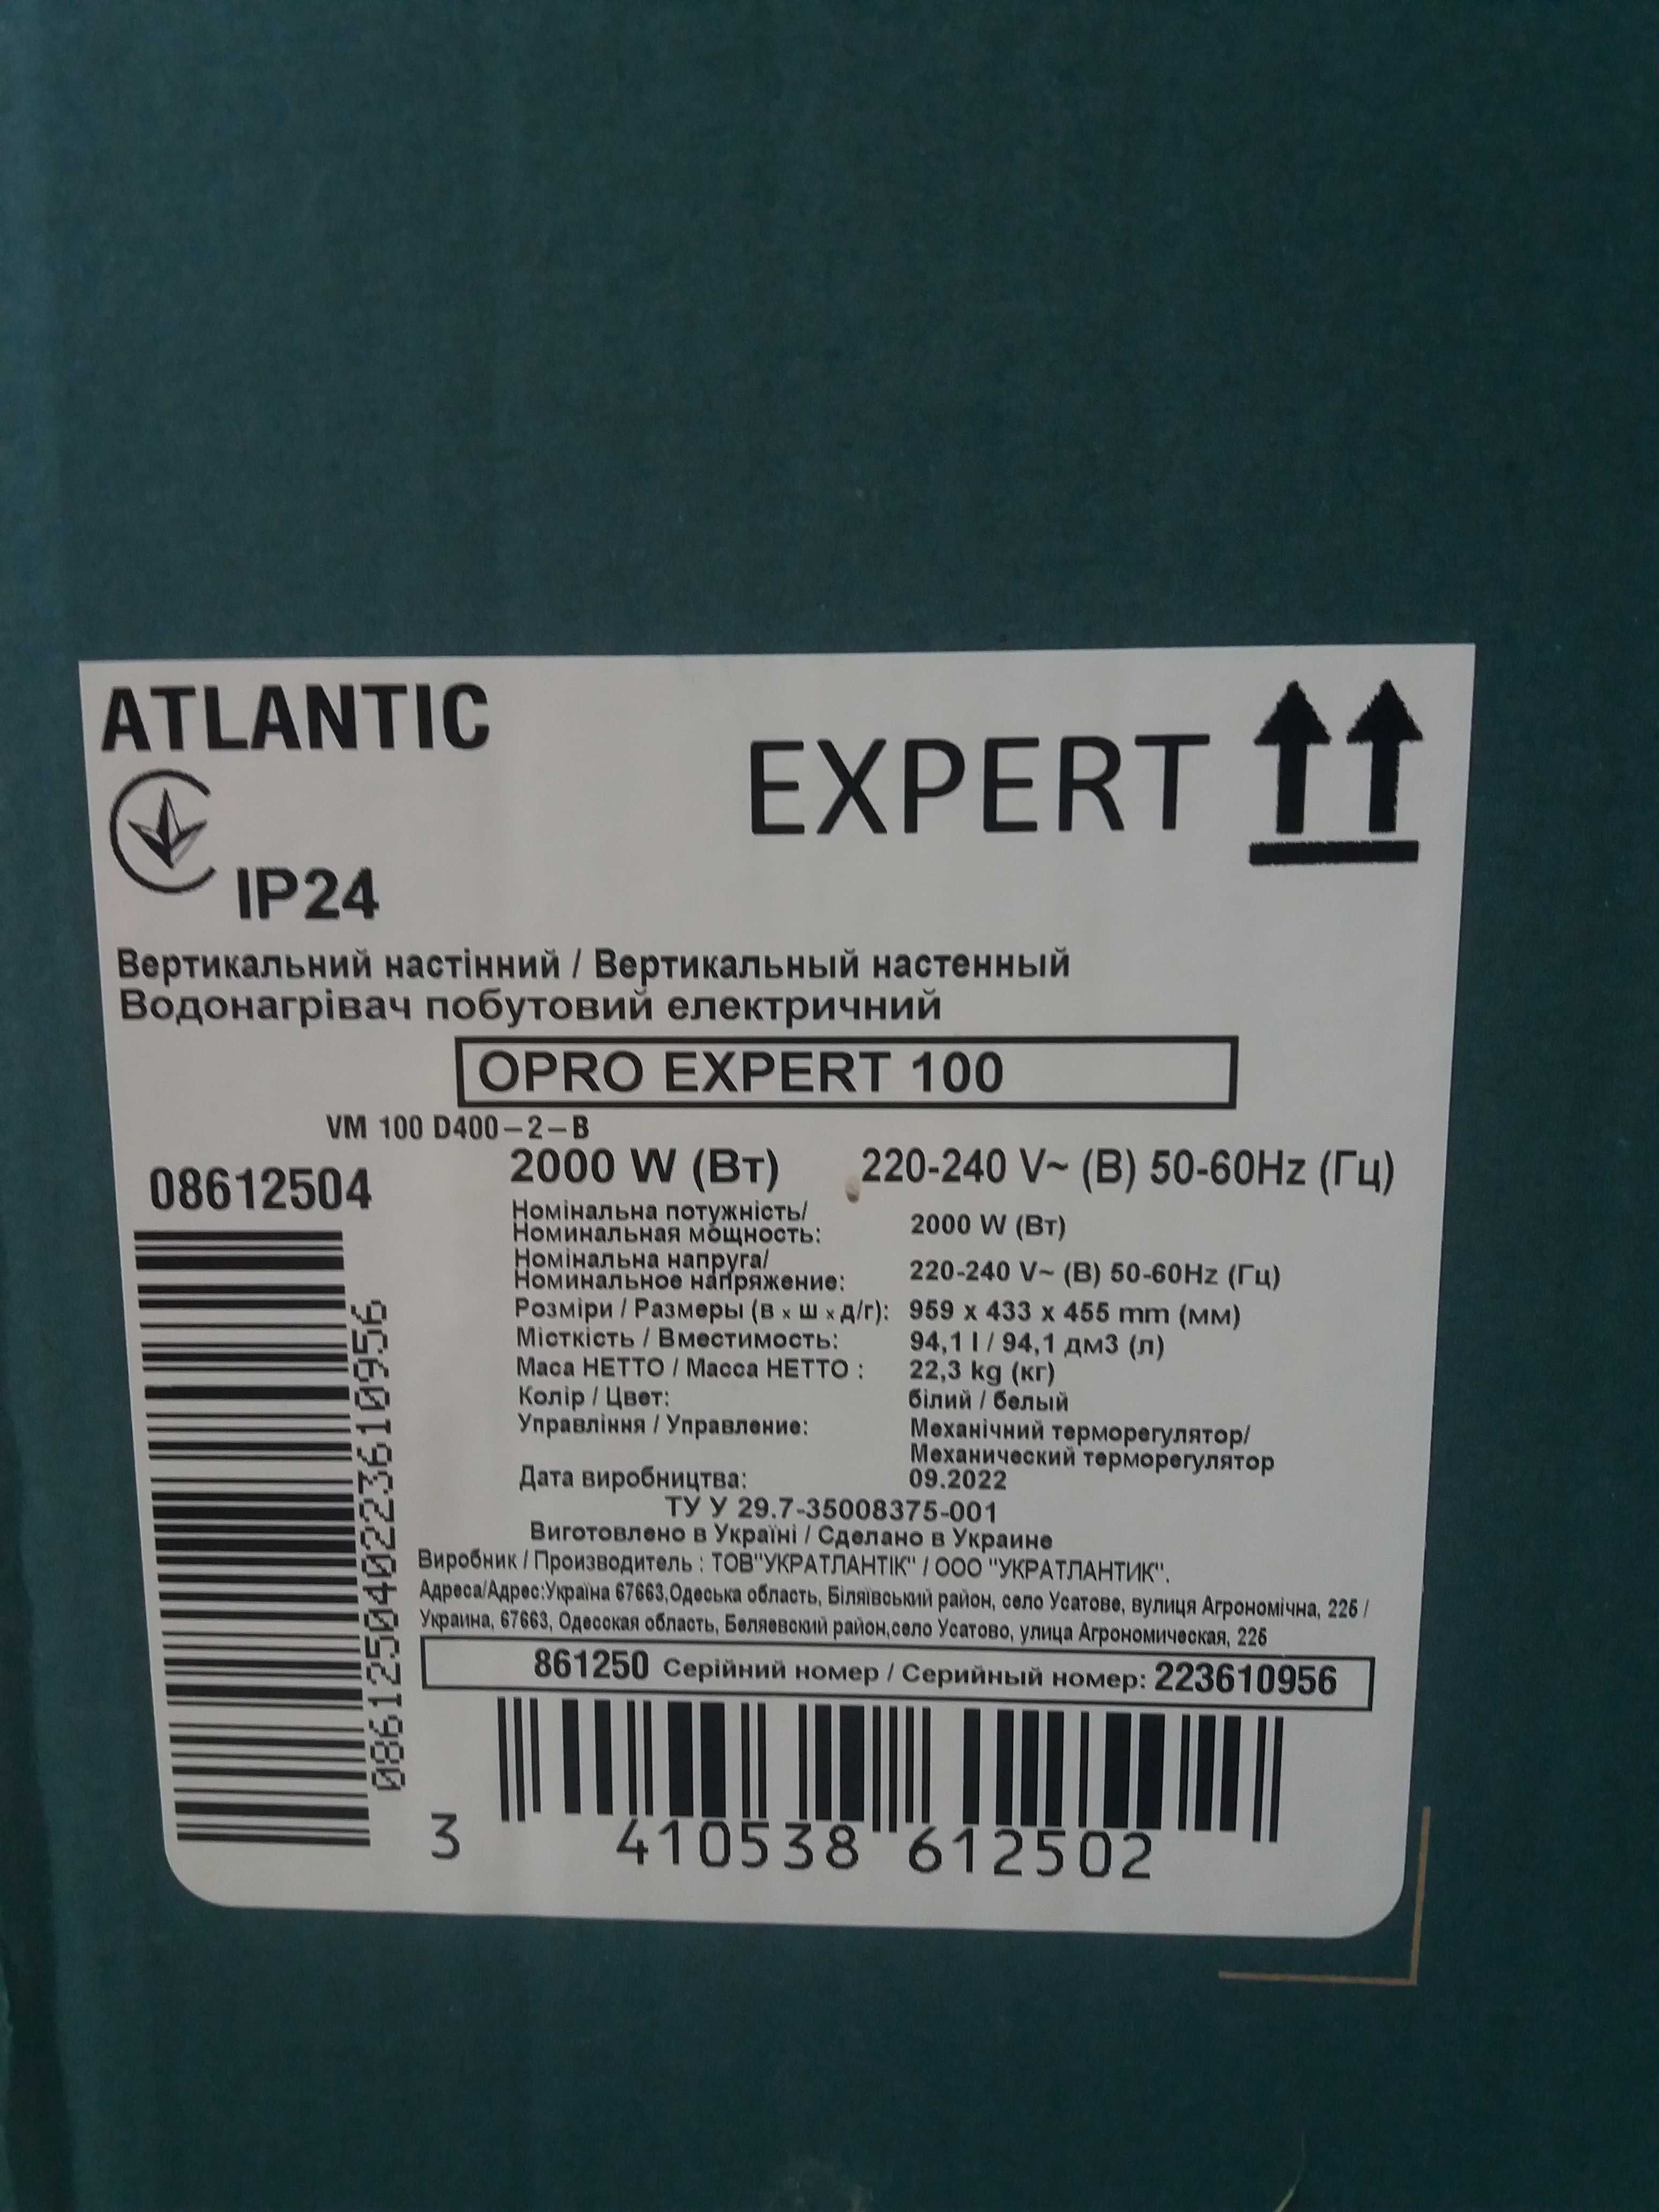 ATLANTIC
EXPERT
IP24
Вертикальний настінний / Вертикальный настенный
Водонагрівач побутовий електричний
OPRO EXPERT 100
VM 100 D400-2-B
2000 W (Вт) 220-240 V~ (В) 50-60Hz (Гц)
08612504
Номінальна потужність/
Номинальная мощность: 2000 W (Вт)
Номінальна напруга/
Номинальное напряжение: 220-240 V~ (В) 50-60Hz (Гц)
Розміри / Размеры (в x ш x д/г): 959 x 433 x 455 mm (мм)
Місткість / Вместимость: 94,1 l / 94,1 дм3 (л)
Маса НЕТТО / Масса НЕТТО : 22,3 kg (кг)
Колір / Цвет: білий / белый
Управління / Управление: Механічний терморегулятор/
Механический терморегулятор
Дата виробництва: 09.2022
ТУ У 29.7-35008375-001
Виготовлено в Україні / Сделано в Украине
Виробник / Производитель : ТОВ"УКРАТЛАНТІК" / ООО "УКРАТЛАНТИК".
Адреса/Адрес:Україна 67663,Одеська область, Біляївський район, село Усатове, вулиця Агрономічна, 22б /
Украина, 67663, Одесская область, Беляевский район,село Усатово, улица Агрономическая, 22б
861250 Серійний номер / Серийный номер: 223610956
086125040223610956
3 410538 612502